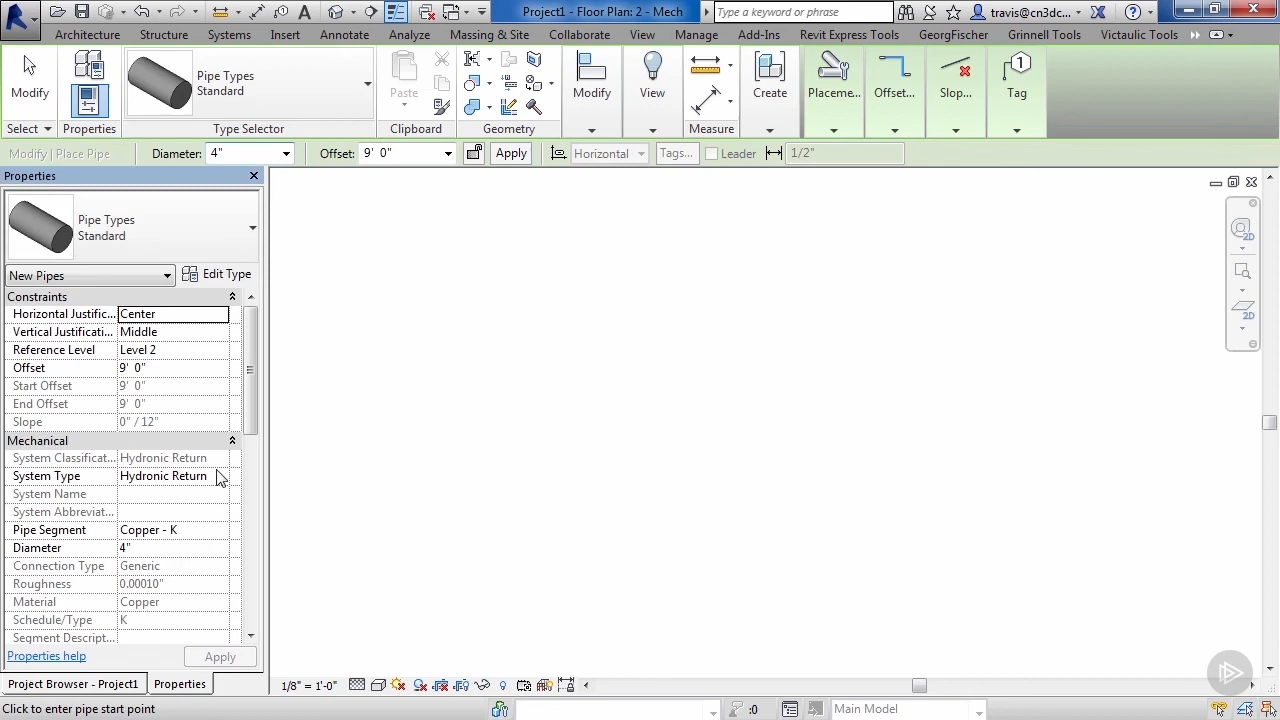 Project1 - Floor Plan: 2 - Mech
Type a keyword or phrase
travis@cn3dc...
Architecture Structure Systems Insert Annotate Analyze Massing & Site Collaborate View Manage Add-Ins Revit Express Tools GeorgFischer Grinnell Tools Victaulic Tools
Modify
Select
Properties
Pipe Types
Standard
Type Selector
Paste
Clipboard
Geometry
Modify
View
Measure
Create
Placeme...
Offset...
Slop...
1
Tag
Modify | Place Pipe
Diameter: 4"
Offset: 9' 0"
Apply
Horizontal
Tags...
Leader
1/2"
Properties
Pipe Types
Standard
New Pipes
Edit Type
Constraints
Horizontal Justific... Center
Vertical Justificati... Middle
Reference Level Level 2
Offset 9' 0"
Start Offset 9' 0"
End Offset 9' 0"
Slope 0" / 12"
Mechanical
System Classificat... Hydronic Return
System Type Hydronic Return
System Name
System Abbreviat...
Pipe Segment Copper - K
Diameter 4"
Connection Type Generic
Roughness 0.00010"
Material Copper
Schedule/Type K
Segment Descript...
Properties help
Apply
Project Browser - Project1
Properties
2D
2D
1/8" = 1'-0"
Click to enter pipe start point
:0
Main Model